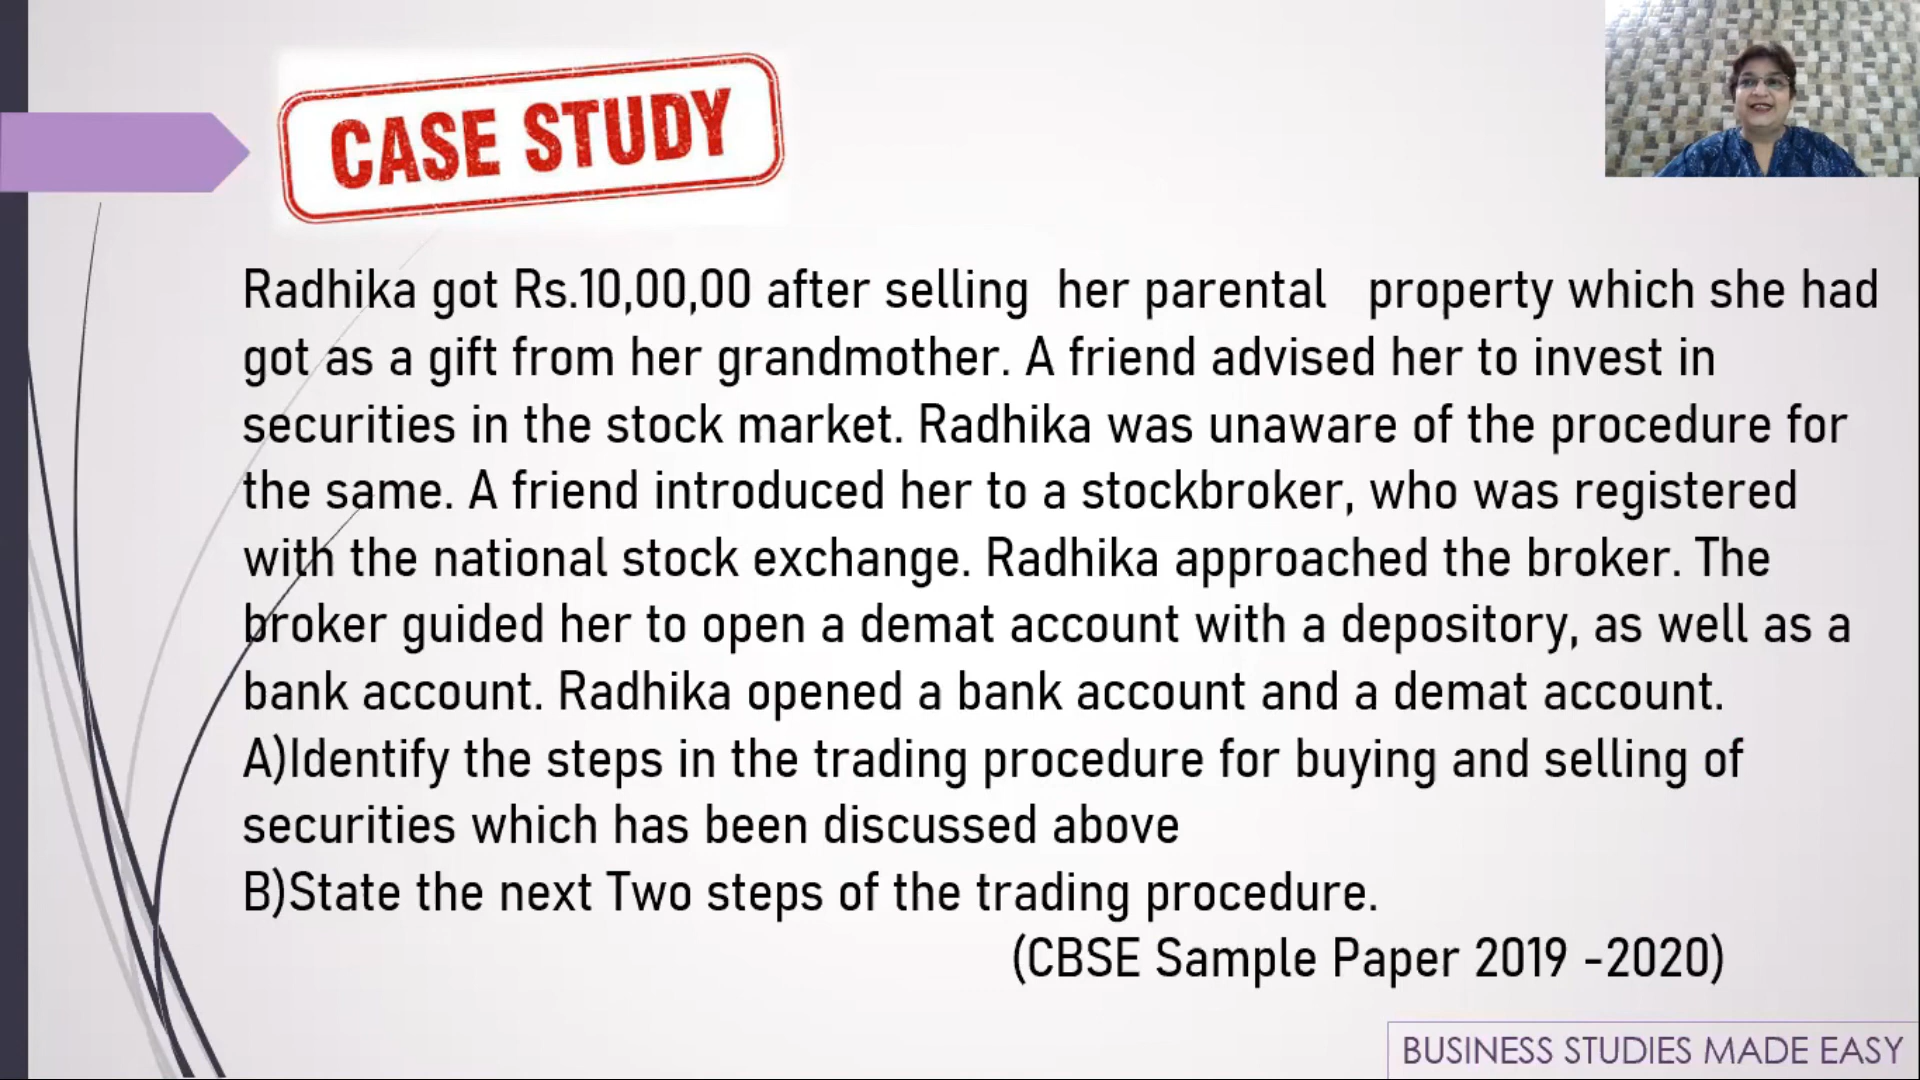 CASE STUDY
Radhika got Rs.10,00,00 after selling her parental property which she had
got as a gift from her grandmother. A friend advised her to invest in
securities in the stock market. Radhika was unaware of the procedure for
the same. A friend introduced her to a stockbroker, who was registered
with the national stock exchange. Radhika approached the broker. The
broker guided her to open a demat account with a depository, as well as a
bank account. Radhika opened a bank account and a demat account.
A)Identify the steps in the trading procedure for buying and selling of
securities which has been discussed above
B)State the next Two steps of the trading procedure.
(CBSE Sample Paper 2019 -2020)
BUSINESS STUDIES MADE EASY